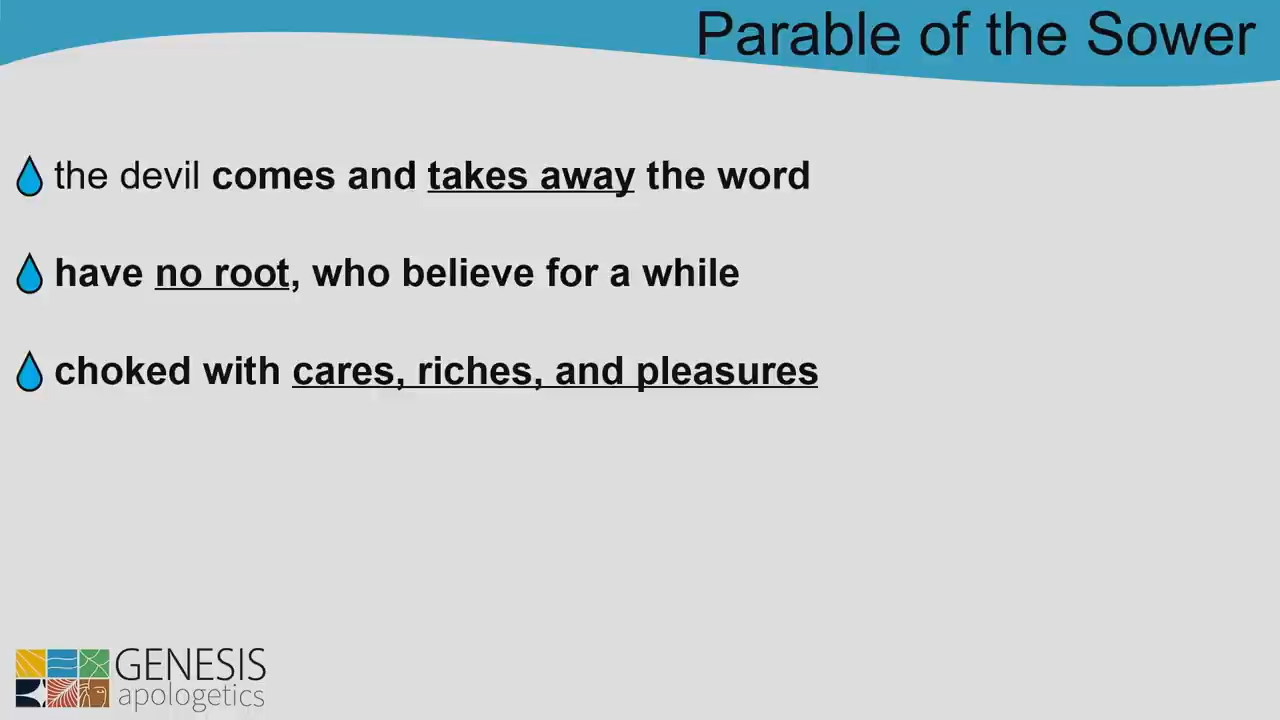 Parable of the Sower
the devil comes and takes away the word
have no root, who believe for a while
choked with cares, riches, and pleasures
GENESIS
apologetics